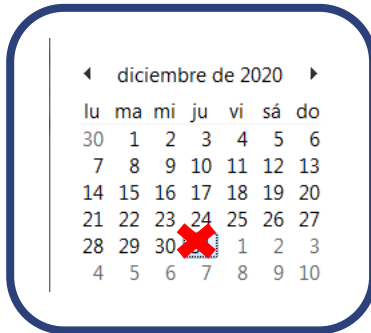 diciembre de 2020
lu ma mi ju vi sá do
30 1 2 3 4 5 6
7 8 9 10 11 12 13
14 15 16 17 18 19 20
21 22 23 24 25 26 27
28 29 30 1 2 3
4 5 6 7 8 9 10